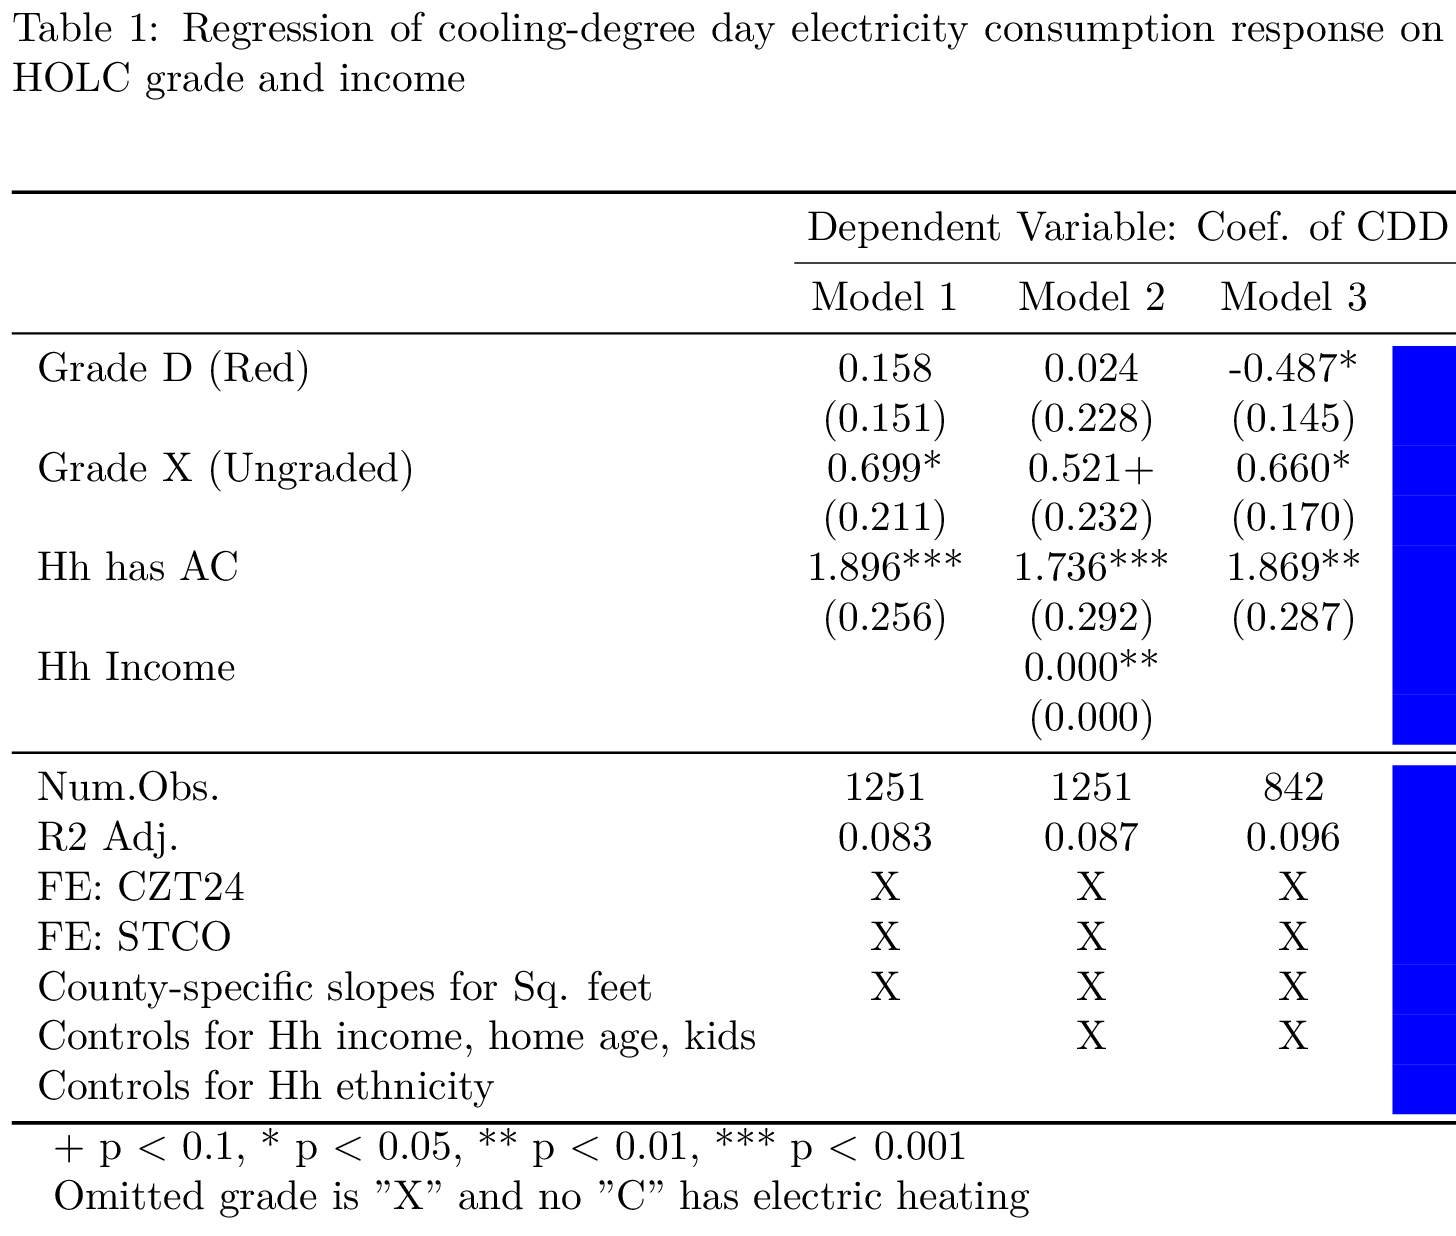 Table 1: Regression of cooling-degree day electricity consumption response on
HOLC grade and income
Dependent Variable: Coef. of CDD
Model 1 Model 2 Model 3
Grade D (Red) 0.158 0.024 -0.487*
(0.151) (0.228) (0.145)
Grade X (Ungraded) 0.699* 0.521+ 0.660*
(0.211) (0.232) (0.170)
Hh has AC 1.896*** 1.736*** 1.869**
(0.256) (0.292) (0.287)
Hh Income 0.000**
(0.000)
Num.Obs. 1251 1251 842
R2 Adj. 0.083 0.087 0.096
FE: CZT24 X X X
FE: STCO X X X
County-specific slopes for Sq. feet X X X
Controls for Hh income, home age, kids X X
Controls for Hh ethnicity
+ p < 0.1, * p < 0.05, ** p < 0.01, *** p < 0.001
Omitted grade is ”X” and no ”C” has electric heating